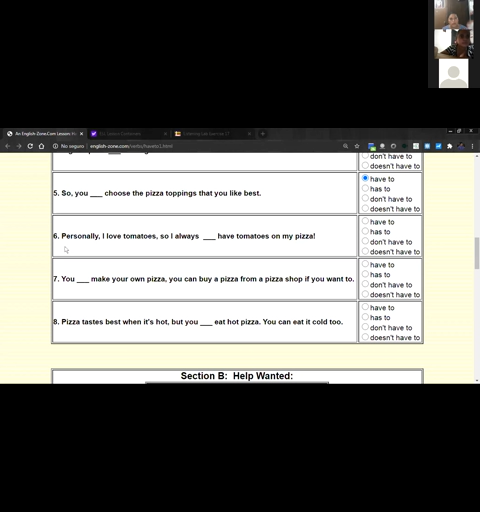 An English-Zone.Com Lesson: H
No seguro english-zone.com/verbs/haveto1.html
don't have to
doesn't have to
5. So, you ___ choose the pizza toppings that you like best.
have to
has to
don't have to
doesn't have to
6. Personally, I love tomatoes, so I always ___ have tomatoes on my pizza!
have to
has to
don't have to
doesn't have to
7. You ___ make your own pizza, you can buy a pizza from a pizza shop if you want to.
have to
has to
don't have to
doesn't have to
8. Pizza tastes best when it's hot, but you ___ eat hot pizza. You can eat it cold too.
have to
has to
don't have to
doesn't have to
Section B: Help Wanted: